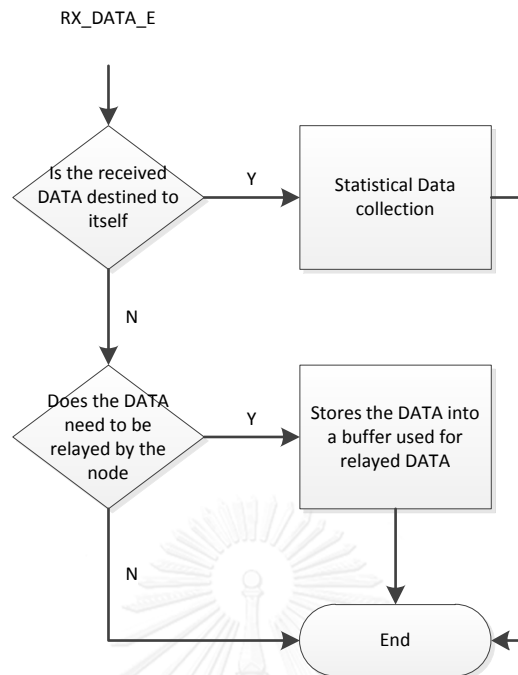 RX_DATA_E
Is the received
DATA destined to
itself
Y
Statistical Data
collection
N
Does the DATA
need to be
relayed by the
node
Y
Stores the DATA into
a buffer used for
relayed DATA
N
End